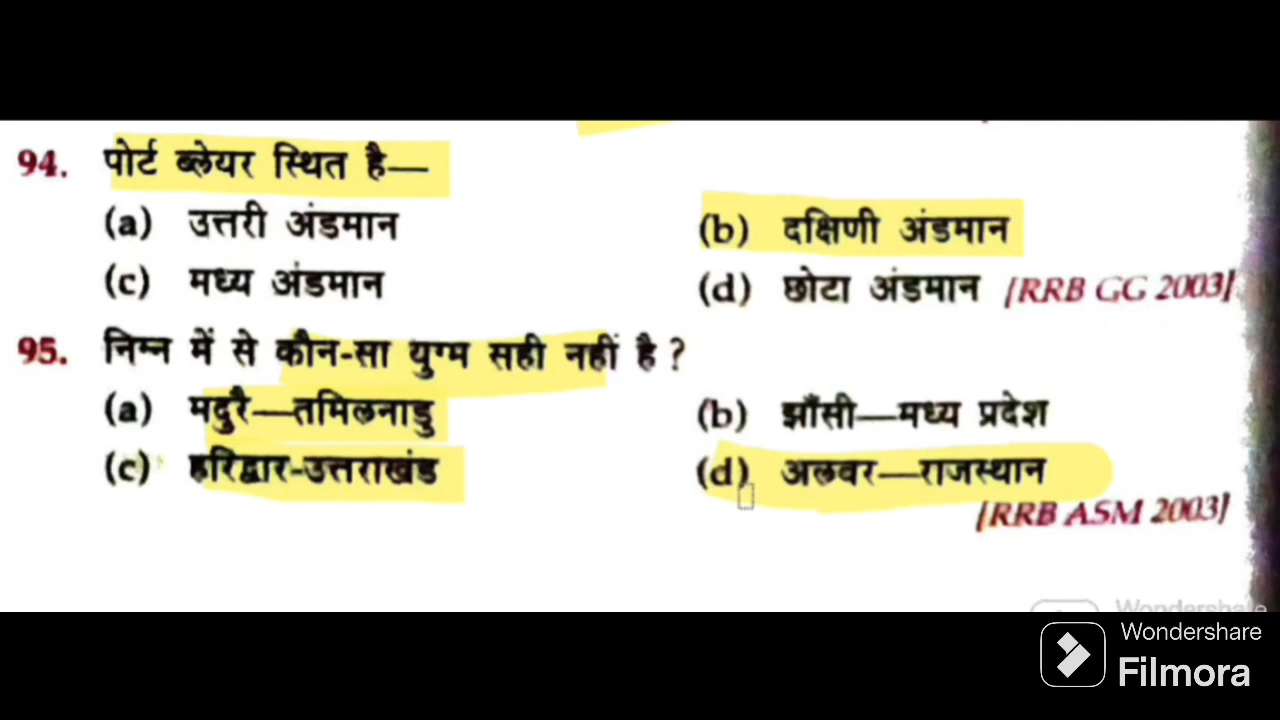 94. पोर्ट ब्लेयर स्थित है—
(a) उत्तरी अंडमान (b) दक्षिणी अंडमान
(c) मध्य अंडमान (d) छोटा अंडमान [RRB GG 2003]
95. निम्न में से कौन-सा युग्म सही नहीं है ?
(a) मदुरै—तमिलनाडु (b) झाँसी—मध्य प्रदेश
(c) हरिद्वार-उत्तराखंड (d) अलवर—राजस्थान
[RRB ASM 2003]
Wondershare
Wondershare
Filmora